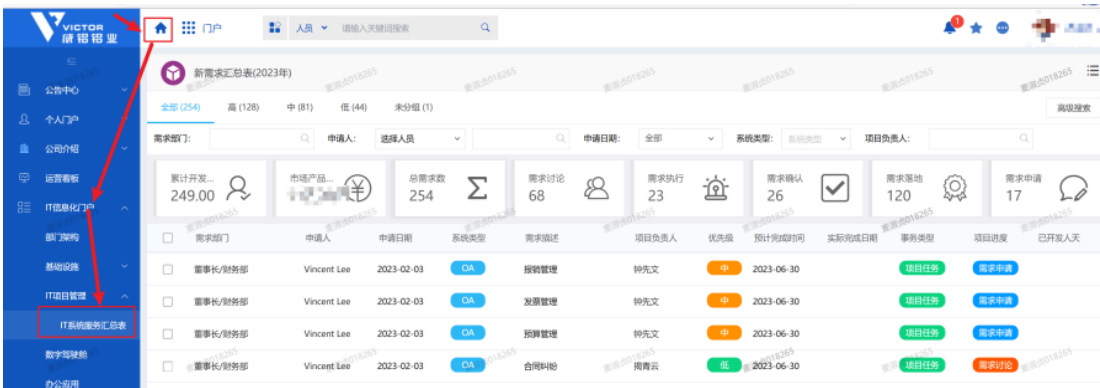 VICTOR
威铝铝业
门户
人员
请输入关键词搜索
1
公告中心
个人门户
公司介绍
运营看板
IT信息化门户
部门架构
基础设施
IT项目管理
IT系统服务汇总表
数字驾驶舱
办公应用
新需求汇总表(2023年)
全部 (254) 高 (128) 中 (81) 低 (44) 未分组 (1)
高级搜索
需求部门: 申请人: 选择人员 申请日期: 全部 系统类型: 系统类型 项目负责人:
累计开发... 市场产品... 总需求数 需求讨论 需求执行 需求确认 需求落地 需求申请
249.00 254 68 23 26 120 17
需求部门 申请人 申请日期 系统类型 需求描述 项目负责人 优先级 预计完成时间 实际完成日期 事务类型 项目进度 已开发人天
董事长/财务部 Vincent Lee 2023-02-03 OA 报销管理 钟先文 中 2023-06-30 项目任务 需求申请
董事长/财务部 Vincent Lee 2023-02-03 OA 发票管理 钟先文 中 2023-06-30 项目任务 需求申请
董事长/财务部 Vincent Lee 2023-02-03 OA 预算管理 钟先文 中 2023-06-30 项目任务 需求申请
董事长/财务部 Vincent Lee 2023-02-03 OA 合同纠纷 揭青云 低 2023-06-30 项目任务 需求讨论